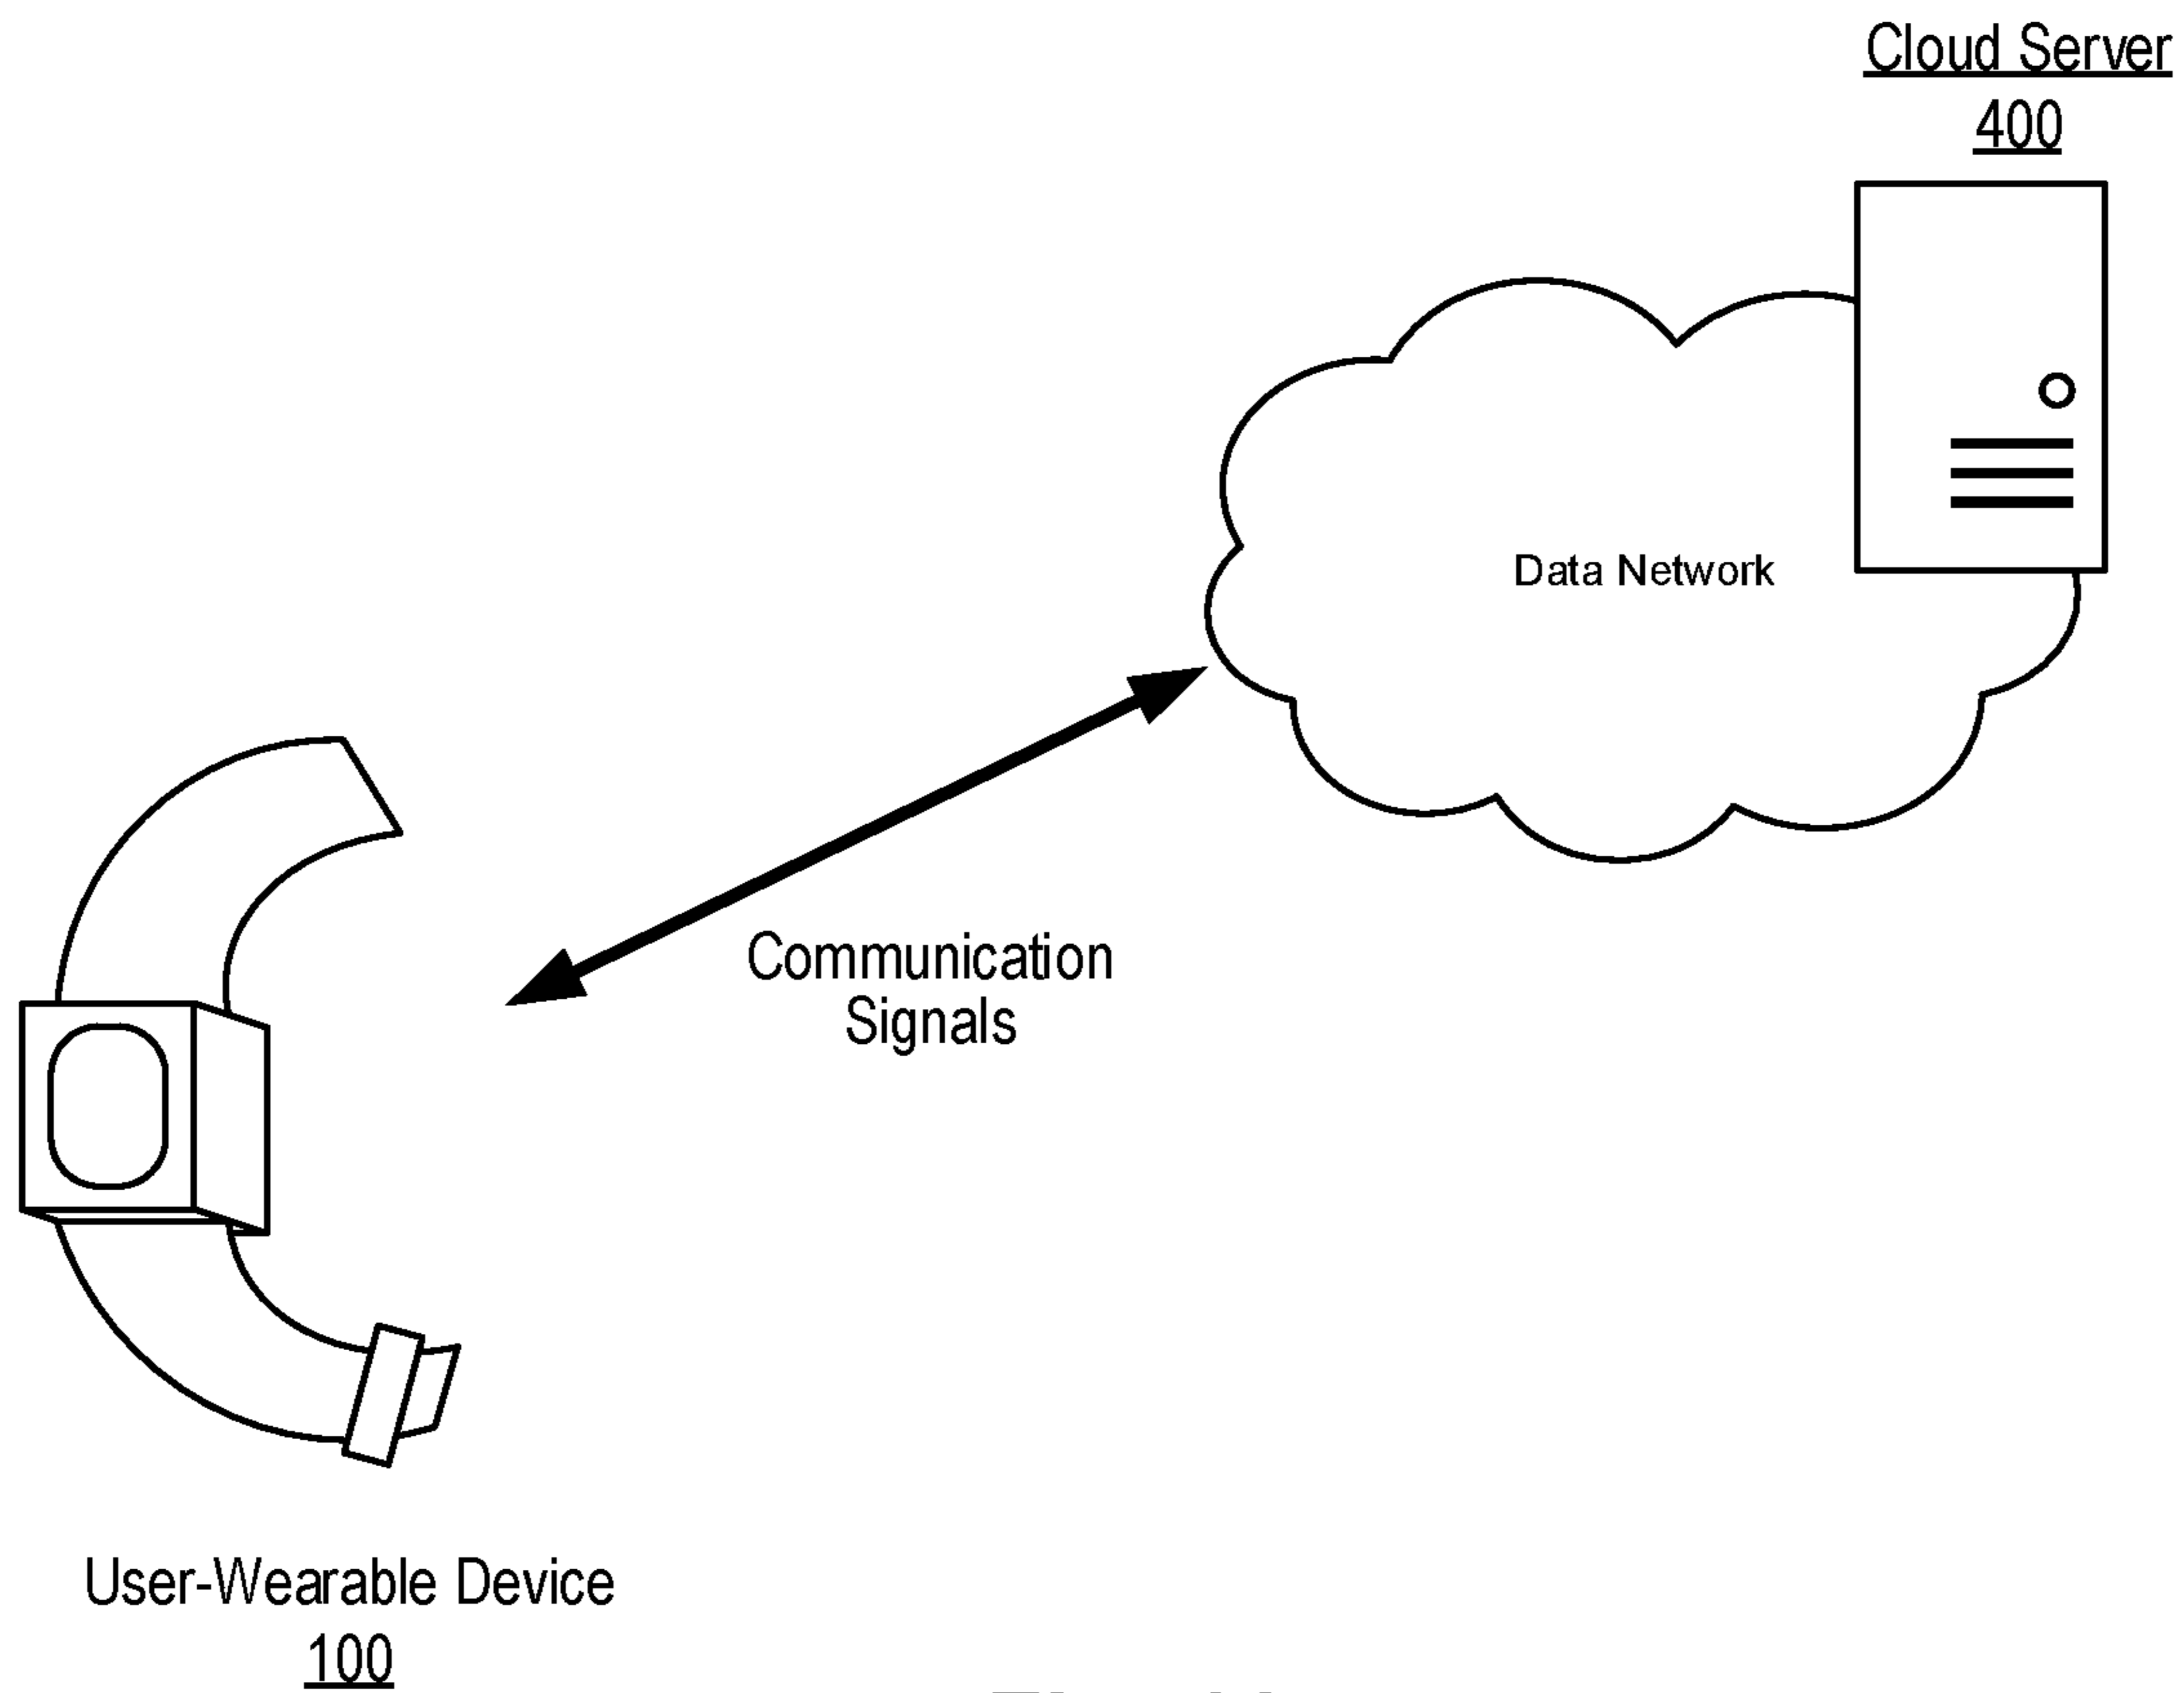 Cloud Server
400
Data Network
Communication
Signals
User-Wearable Device
100